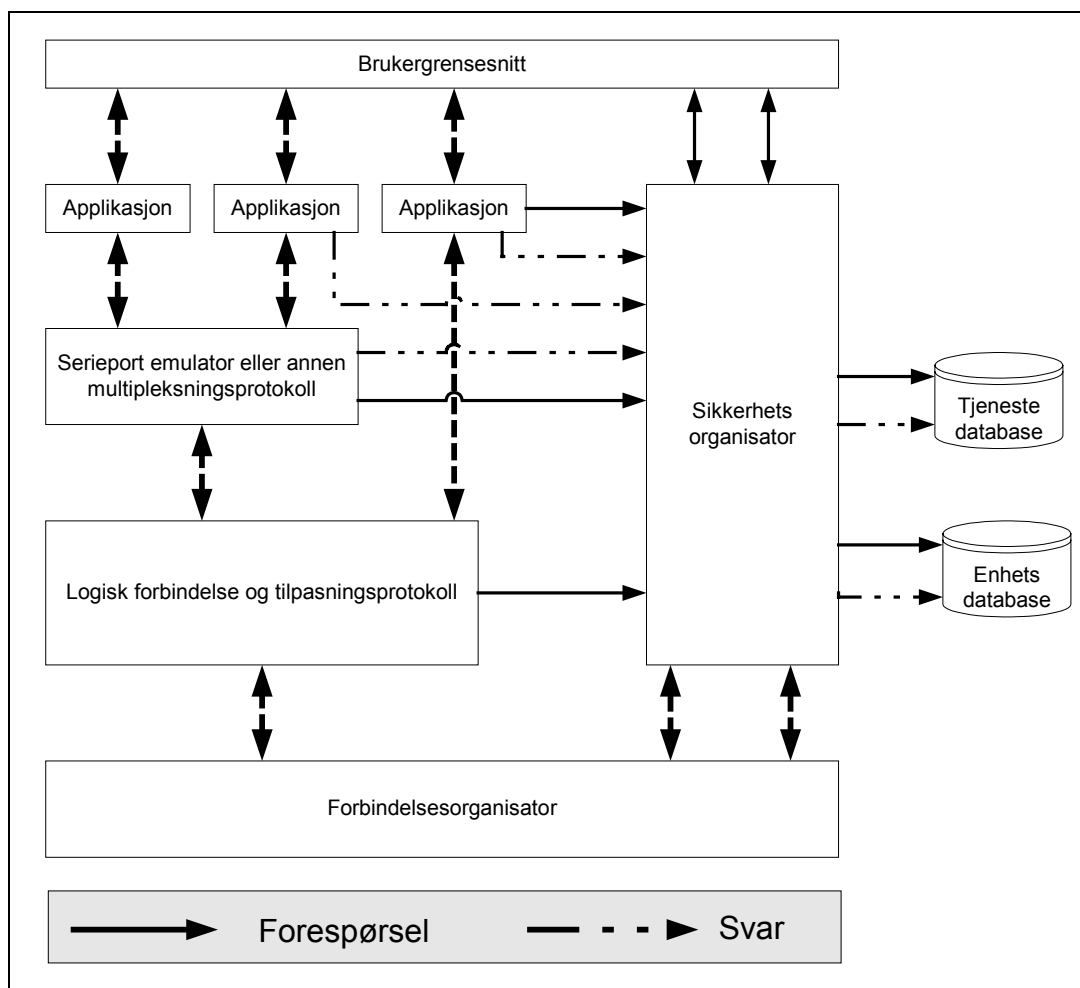 Brukergrensesnitt
Applikasjon
Applikasjon
Applikasjon
Serieport emulator eller annen
multipleksningsprotokoll
Sikkerhets
organisator
Tjeneste
database
Logisk forbindelse og tilpasningsprotokoll
Enhets
database
Forbindelsesorganisator
Forespørsel
Svar